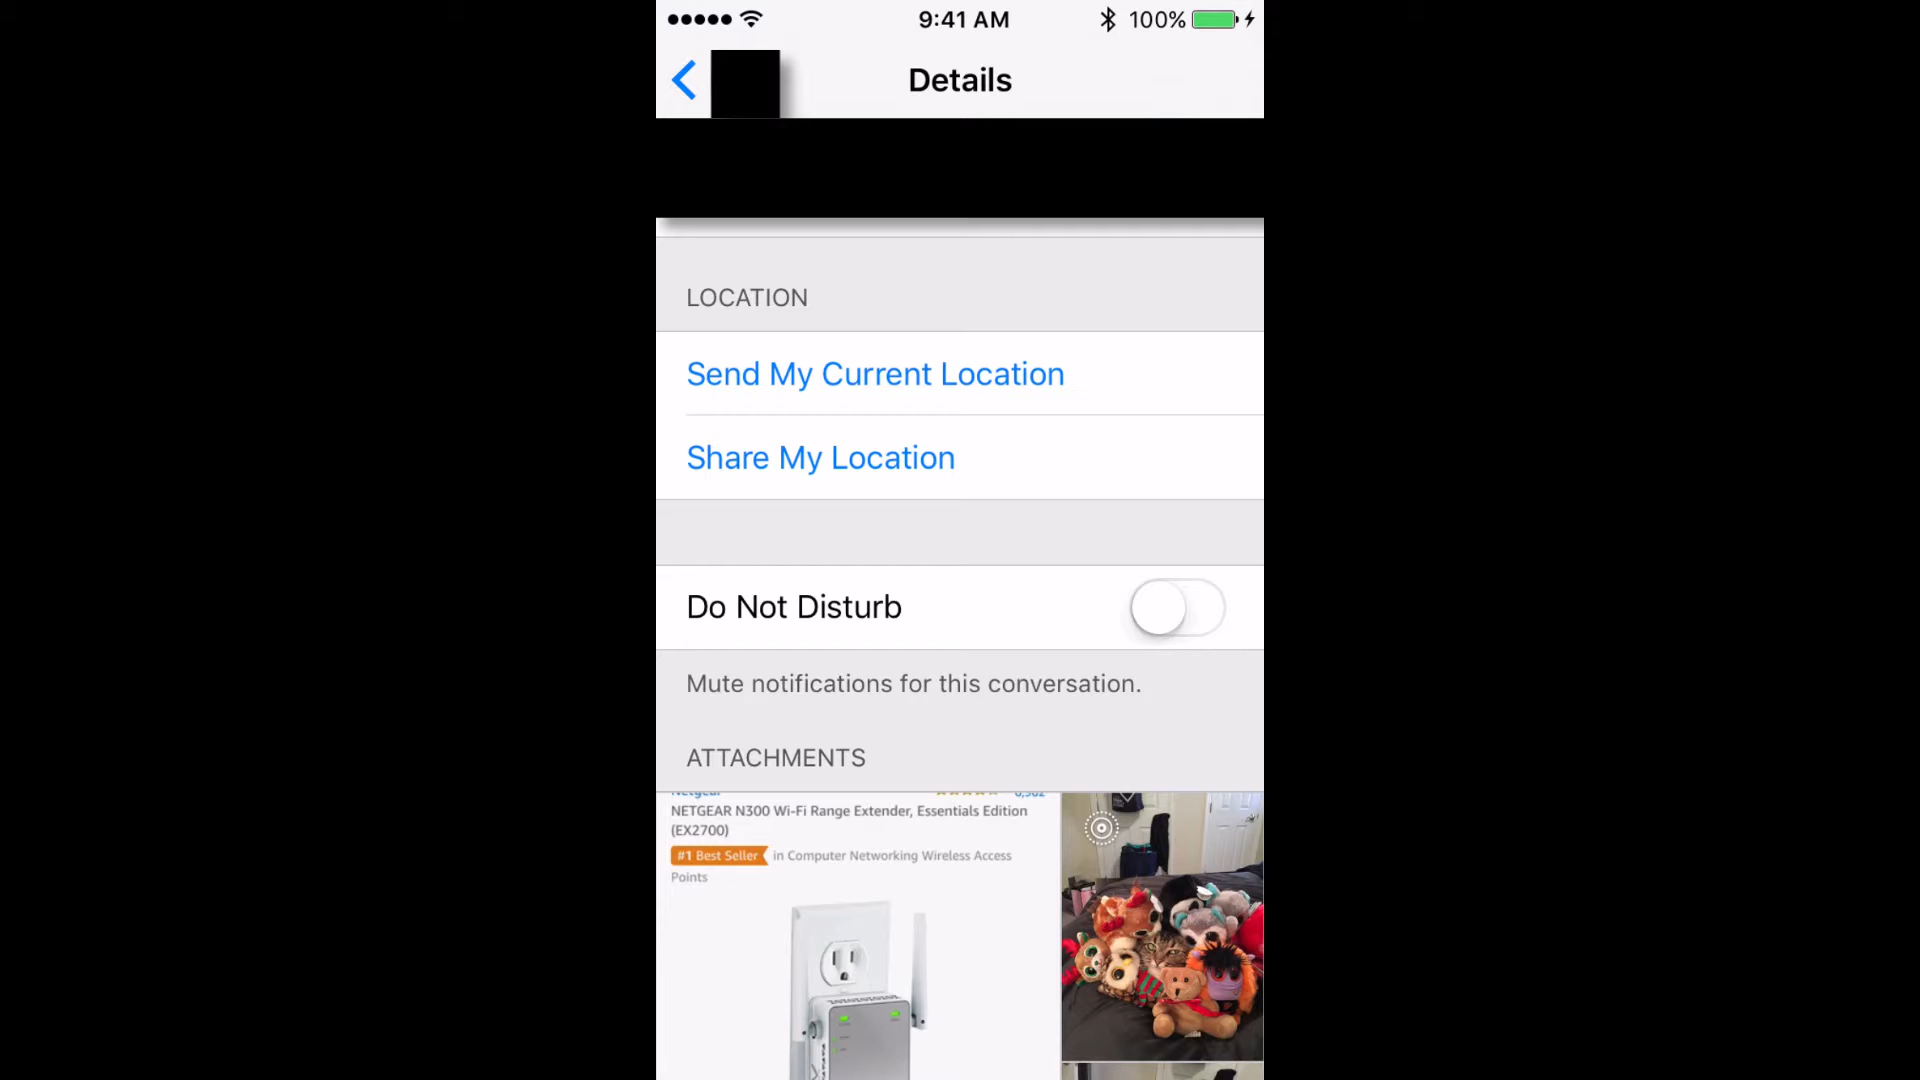 9:41 AM
100%
Details
LOCATION
Send My Current Location
Share My Location
Do Not Disturb
Mute notifications for this conversation.
ATTACHMENTS
Netgear
NETGEAR N300 Wi-Fi Range Extender, Essentials Edition
(EX2700)
#1 Best Seller in Computer Networking Wireless Access
Points